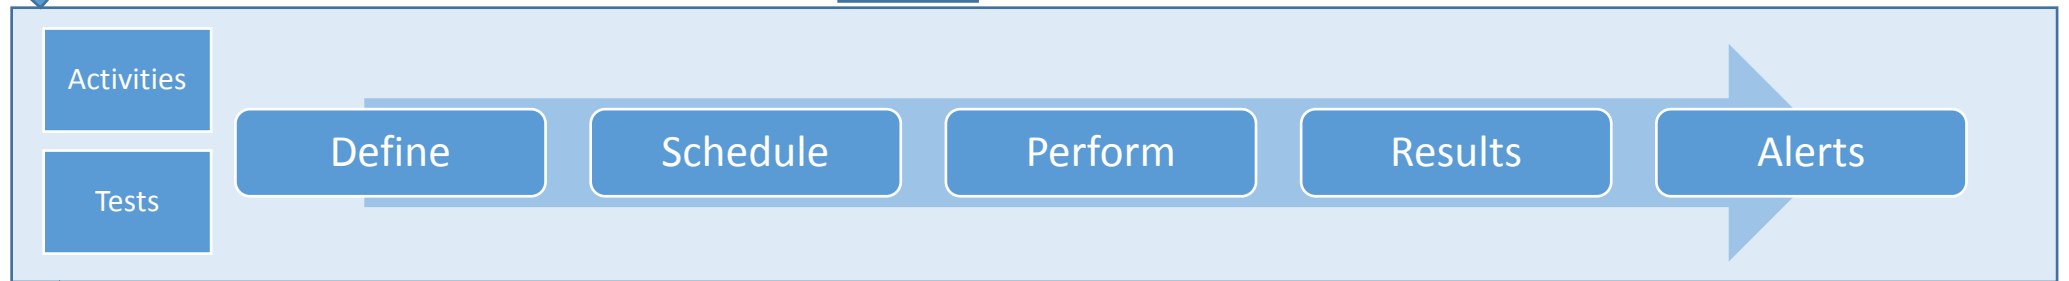 Activities
Tests
Define
Schedule
Perform
Results
Alerts